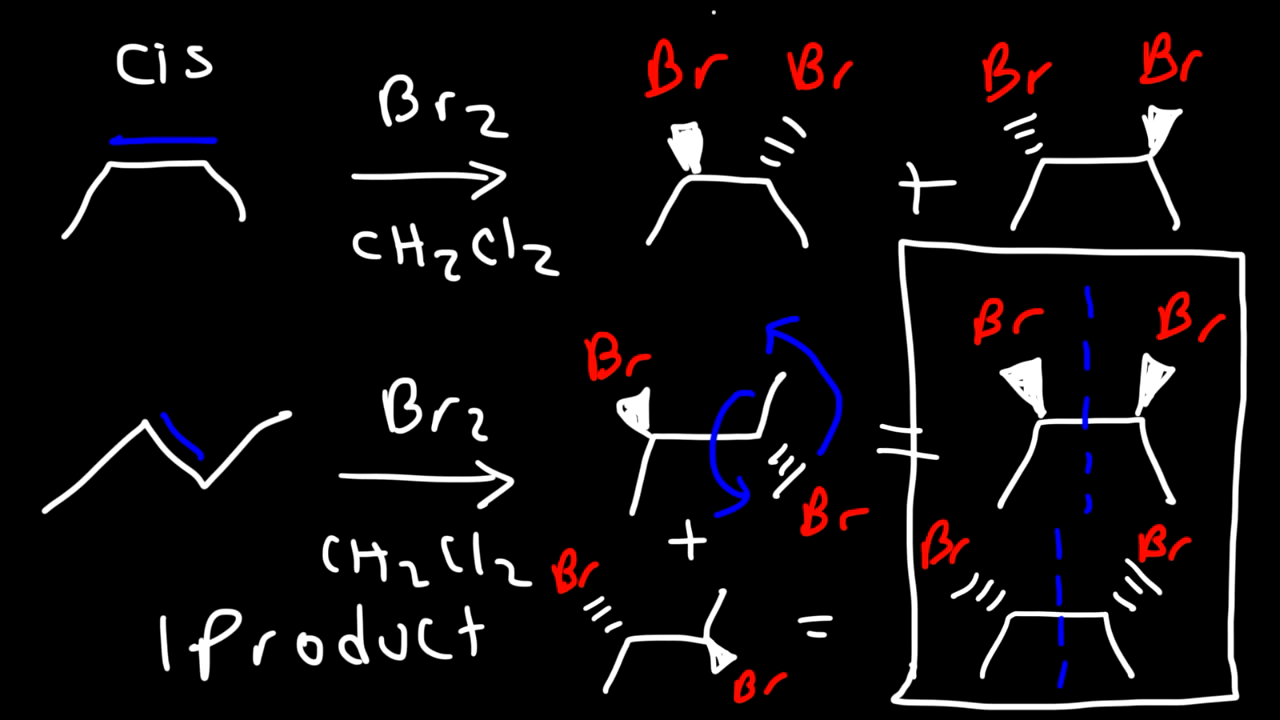 Cis
Br2
CH2Cl2
Br Br + Br Br
Br2
CH2Cl2
Br
Br
=
Br Br
+
Br
Br
=
Br Br
1 Product